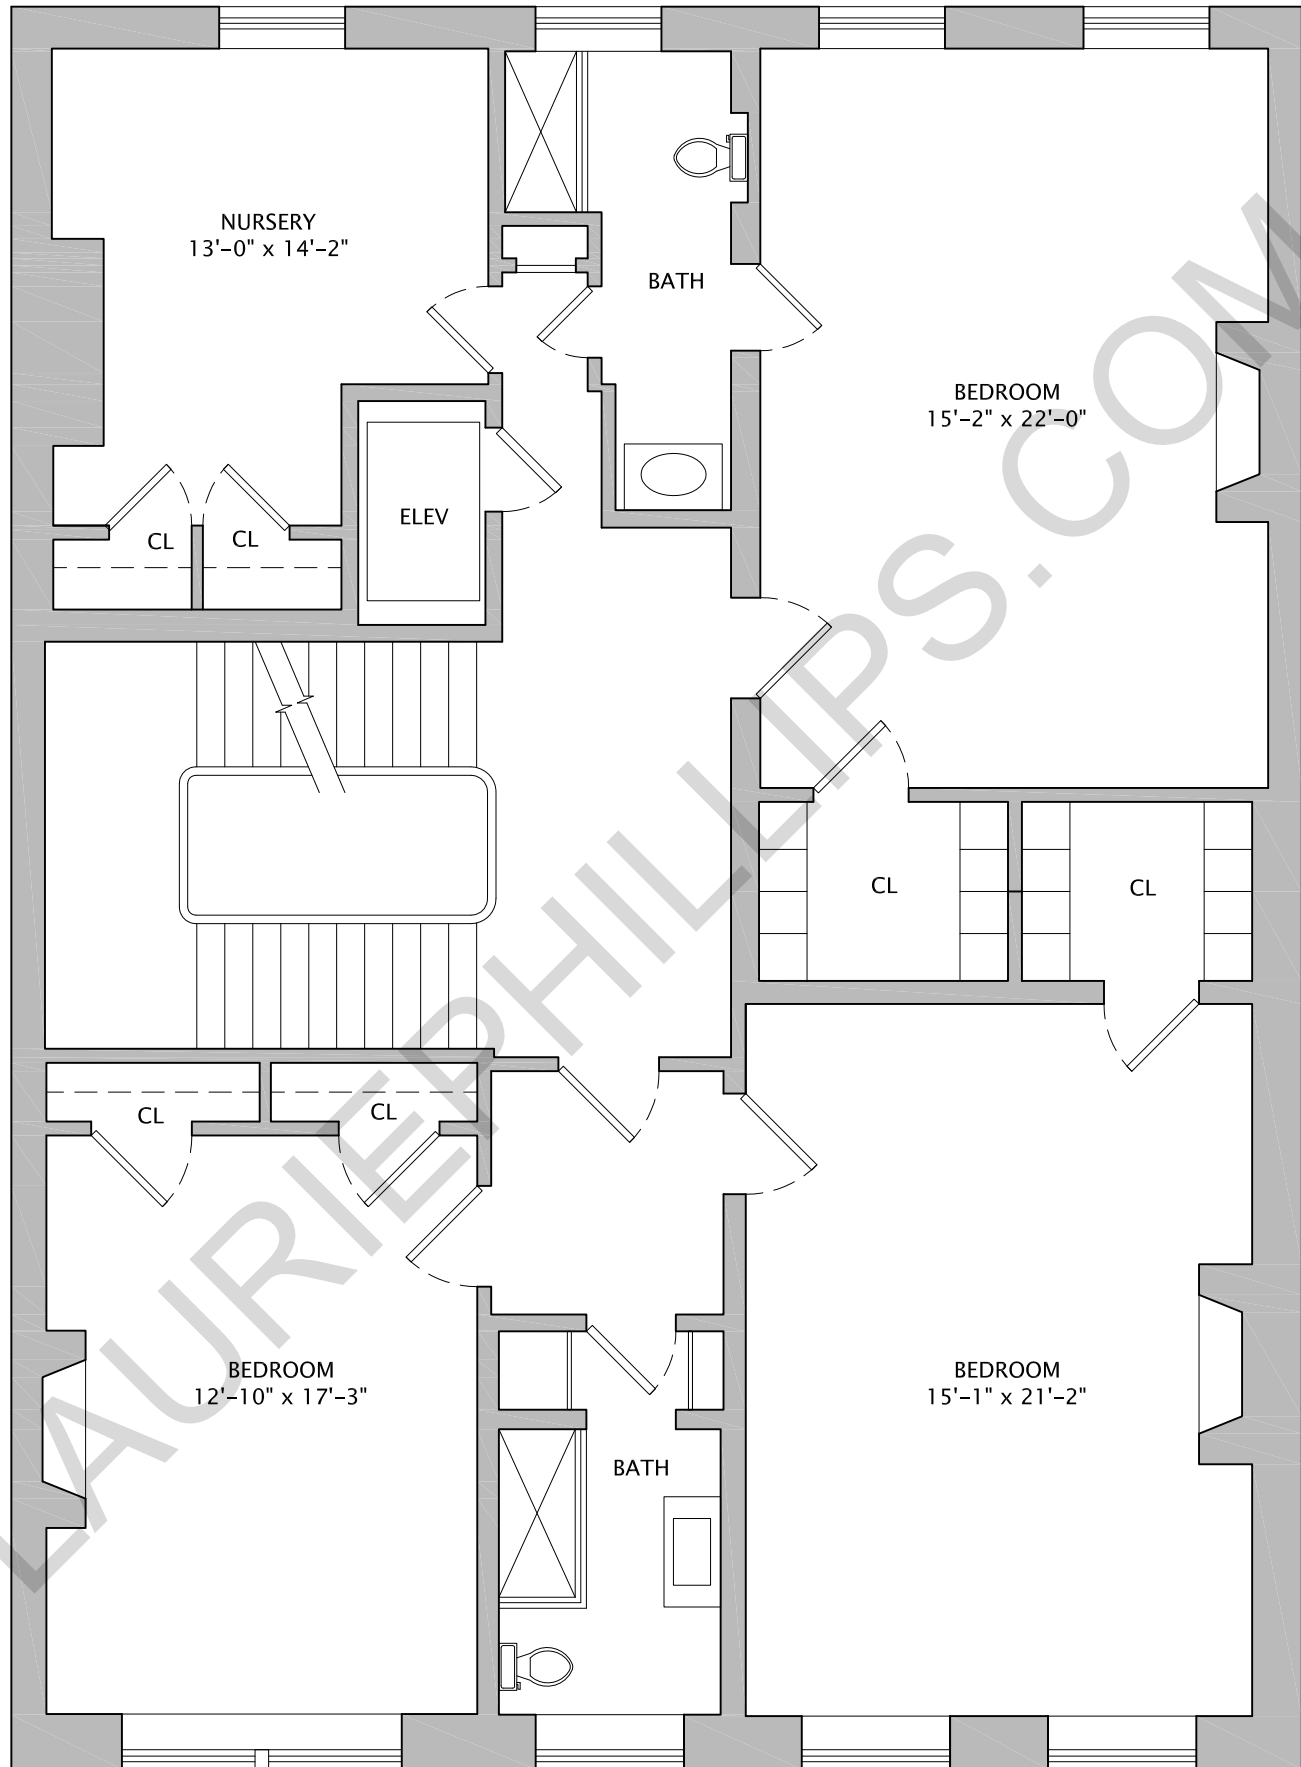 NURSERY
13'-0" x 14'-2"
BATH
BEDROOM
15'-2" x 22'-0"
ELEV
CL
CL
CL
CL
CL
CL
BEDROOM
12'-10" x 17'-3"
BEDROOM
15'-1" x 21'-2"
BATH
LAURIEPHILLIPS.COM